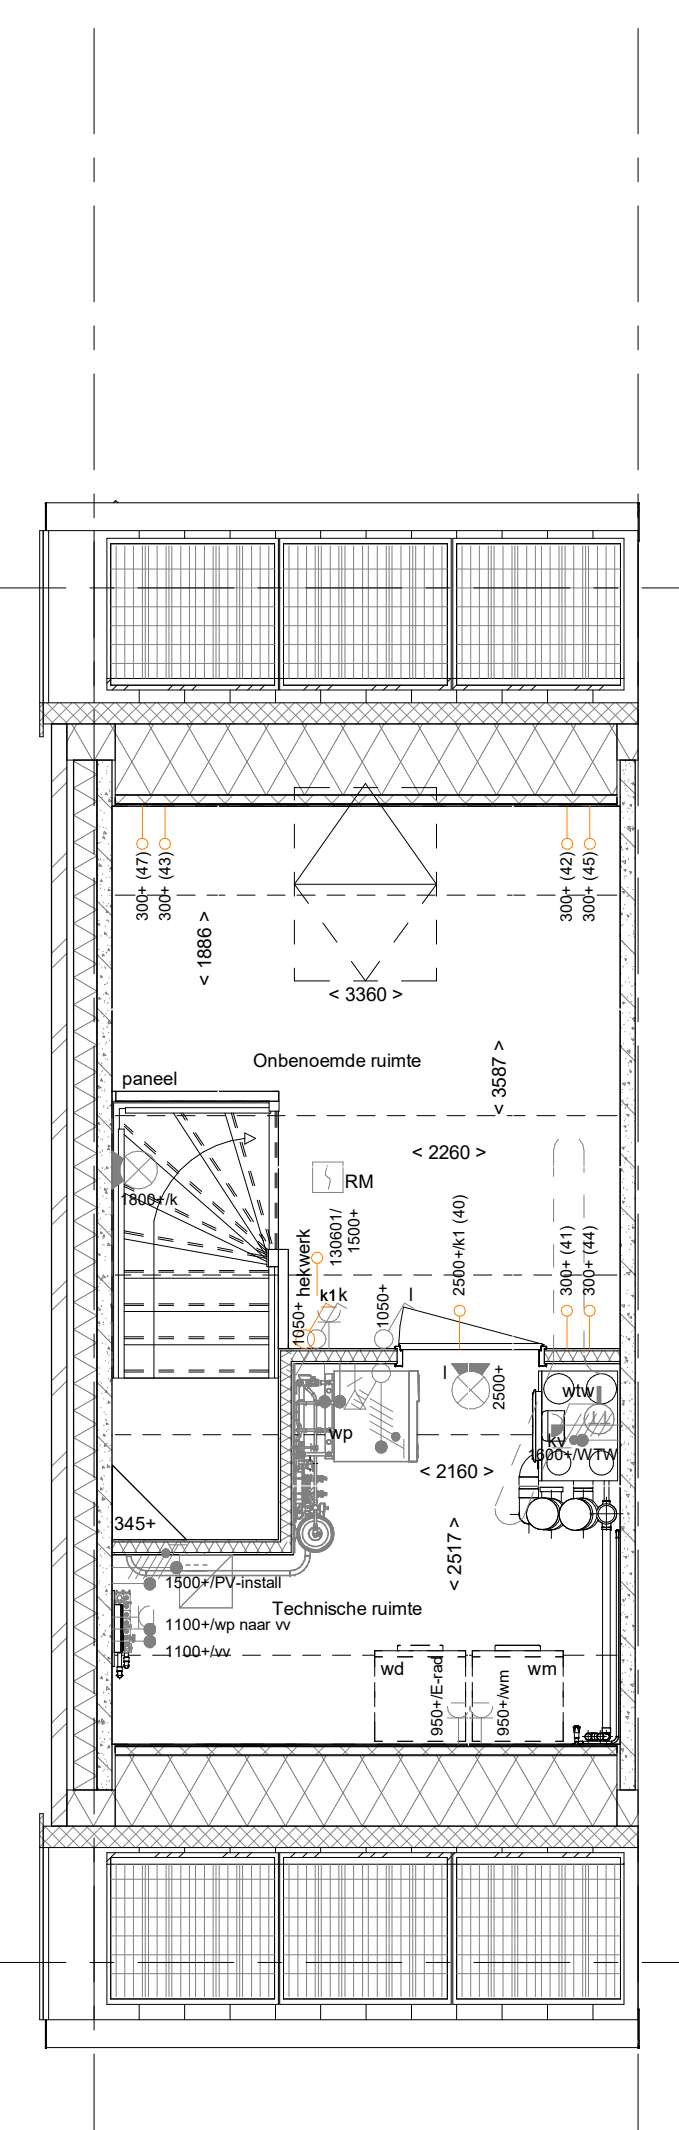 300+ (47)
300+ (43)
300+ (42)
300+ (45)
< 1886 >
< 3360 >
Onbenoemde ruimte
< 3587 >
paneel
< 2260 >
RM
1800+/k
hekwerk
130601/
1500+
2500+/k1 (40)
300+ (41)
300+ (44)
k1k
1050+
1050+
l
l
2500+
wtw
wp
kv
1600+/WTW
< 2160 >
345+
< 2517 >
1500+/PV-install
Technische ruimte
1100+/wp naar vv
1100+/vv
wd
950+/E-rad
950+/wm
wm